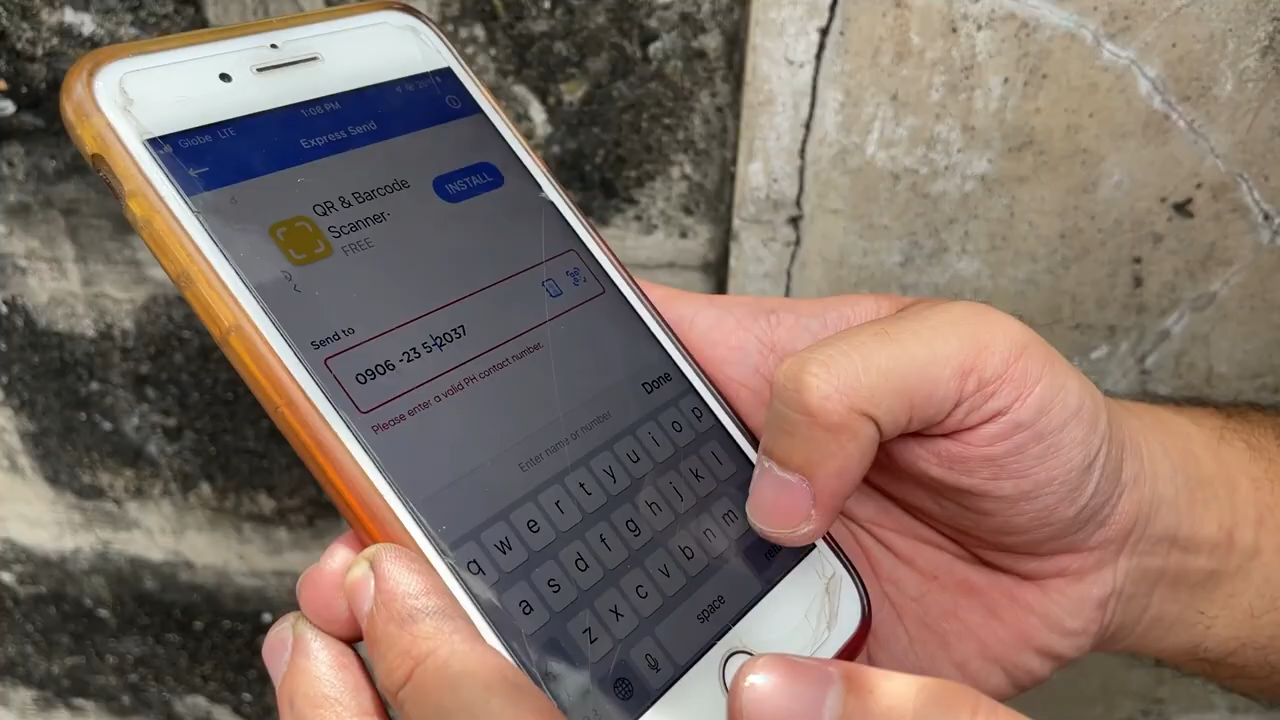 Globe LTE
1:08 PM
Express Send
QR & Barcode
Scanner·
FREE
INSTALL
Send to
0906 -23 5-2037
Please enter a valid PH contact number.
Enter name or number
Done
q w e r t y u i o p
a s d f g h j k l
z x c v b n m
space